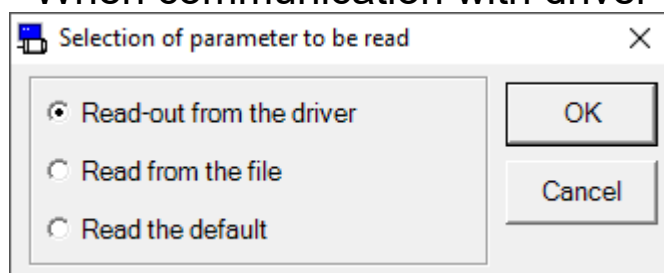 When communication with driver
Selection of parameter to be read
Read-out from the driver
OK
Read from the file
Cancel
Read the default